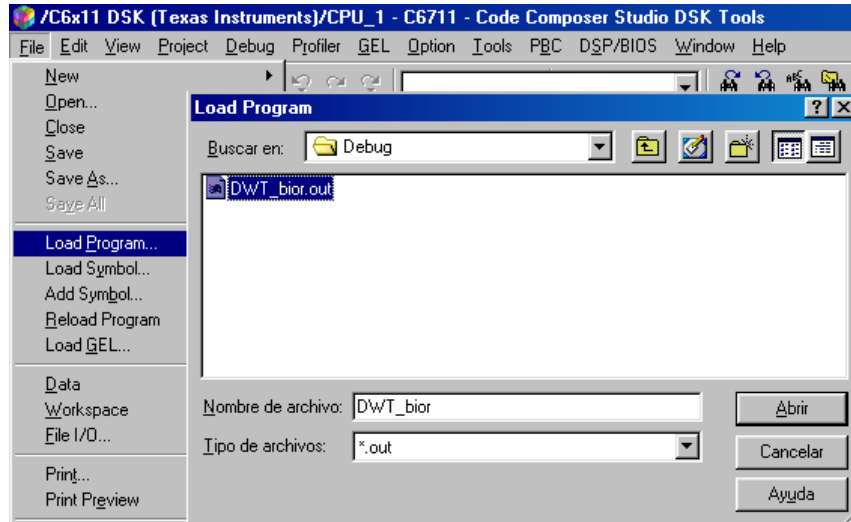 /C6x11 DSK (Texas Instruments)/CPU_1 - C6711 - Code Composer Studio DSK Tools
File Edit View Project Debug Profiler GEL Option Tools PBC DSP/BIOS Window Help
New
Open...
Close
Save
Save As...
Save All
Load Program...
Load Symbol...
Add Symbol...
Reload Program
Load GEL...
Data
Workspace
File I/O...
Print...
Print Preview
Load Program
Buscar en: Debug
DWT_bior.out
Nombre de archivo: DWT_bior
Abrir
Tipo de archivos: *.out
Cancelar
Ayuda